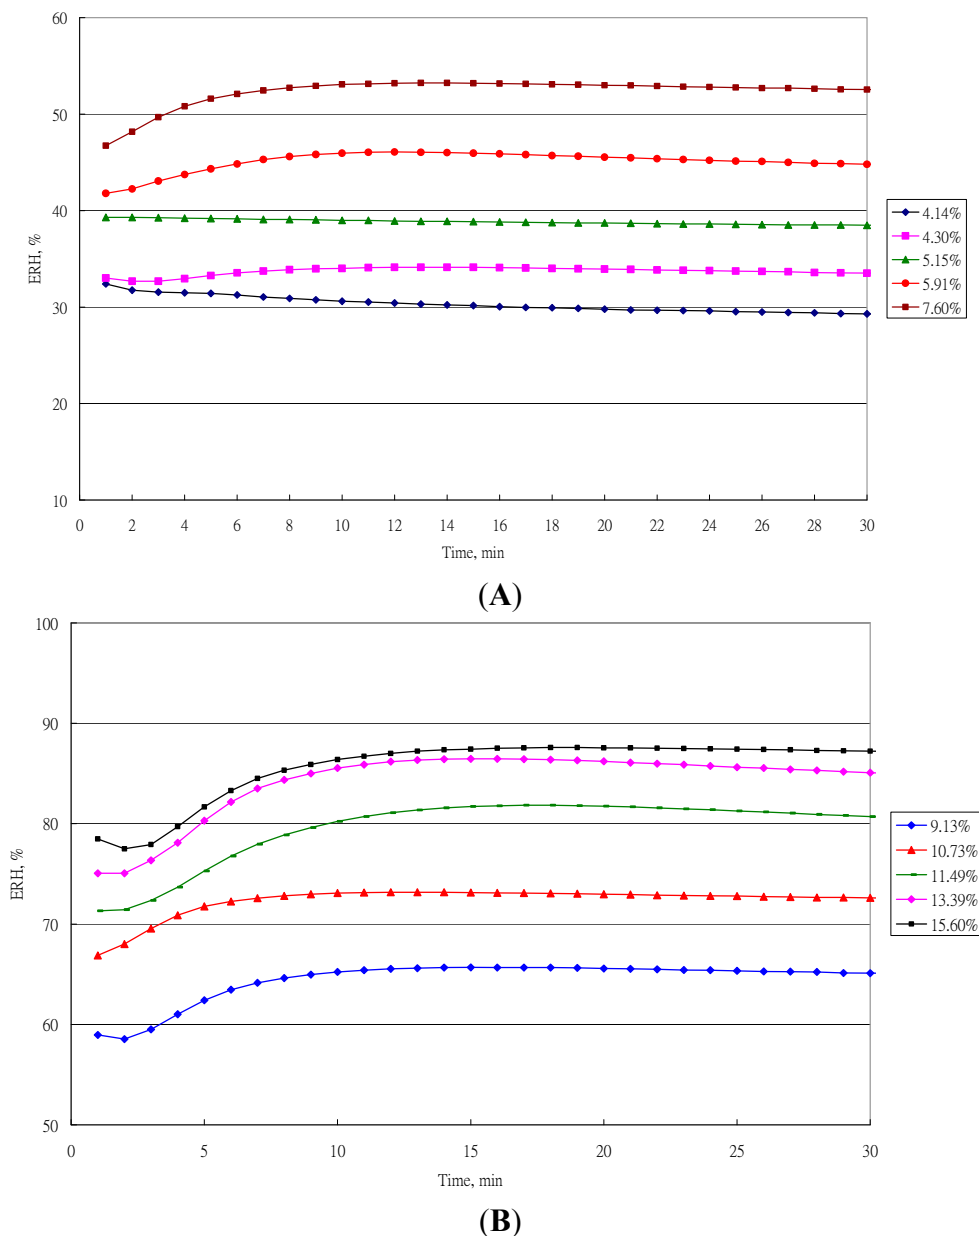 60
50
40
30
20
10
ERH, %
0 2 4 6 8 10 12 14 16 18 20 22 24 26 28 30
Time, min
4.14%
4.30%
5.15%
5.91%
7.60%
(A)
100
90
80
70
60
50
ERH, %
0 5 10 15 20 25 30
Time, min
9.13%
10.73%
11.49%
13.39%
15.60%
(B)